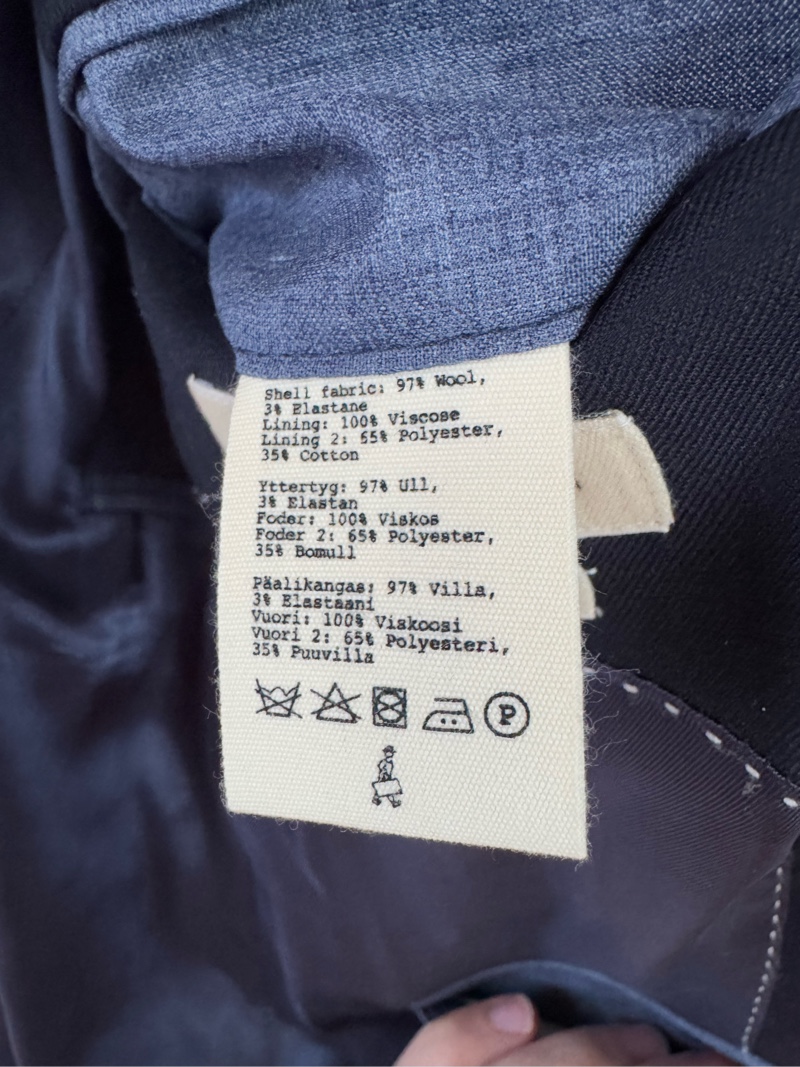 Shell fabric: 97% Wool,
3% Elastane
Lining: 100% Viscose
Lining 2: 65% Polyester,
35% Cotton
Yttertyg: 97% Ull,
3% Elastan
Foder: 100% Viskos
Foder 2: 65% Polyester,
35% Bomull
Päälikangas: 97% Villa,
3% Elastaani
Vuori: 100% Viskoosi
Vuori 2: 65% Polyesteri,
35% Puuvilla
P